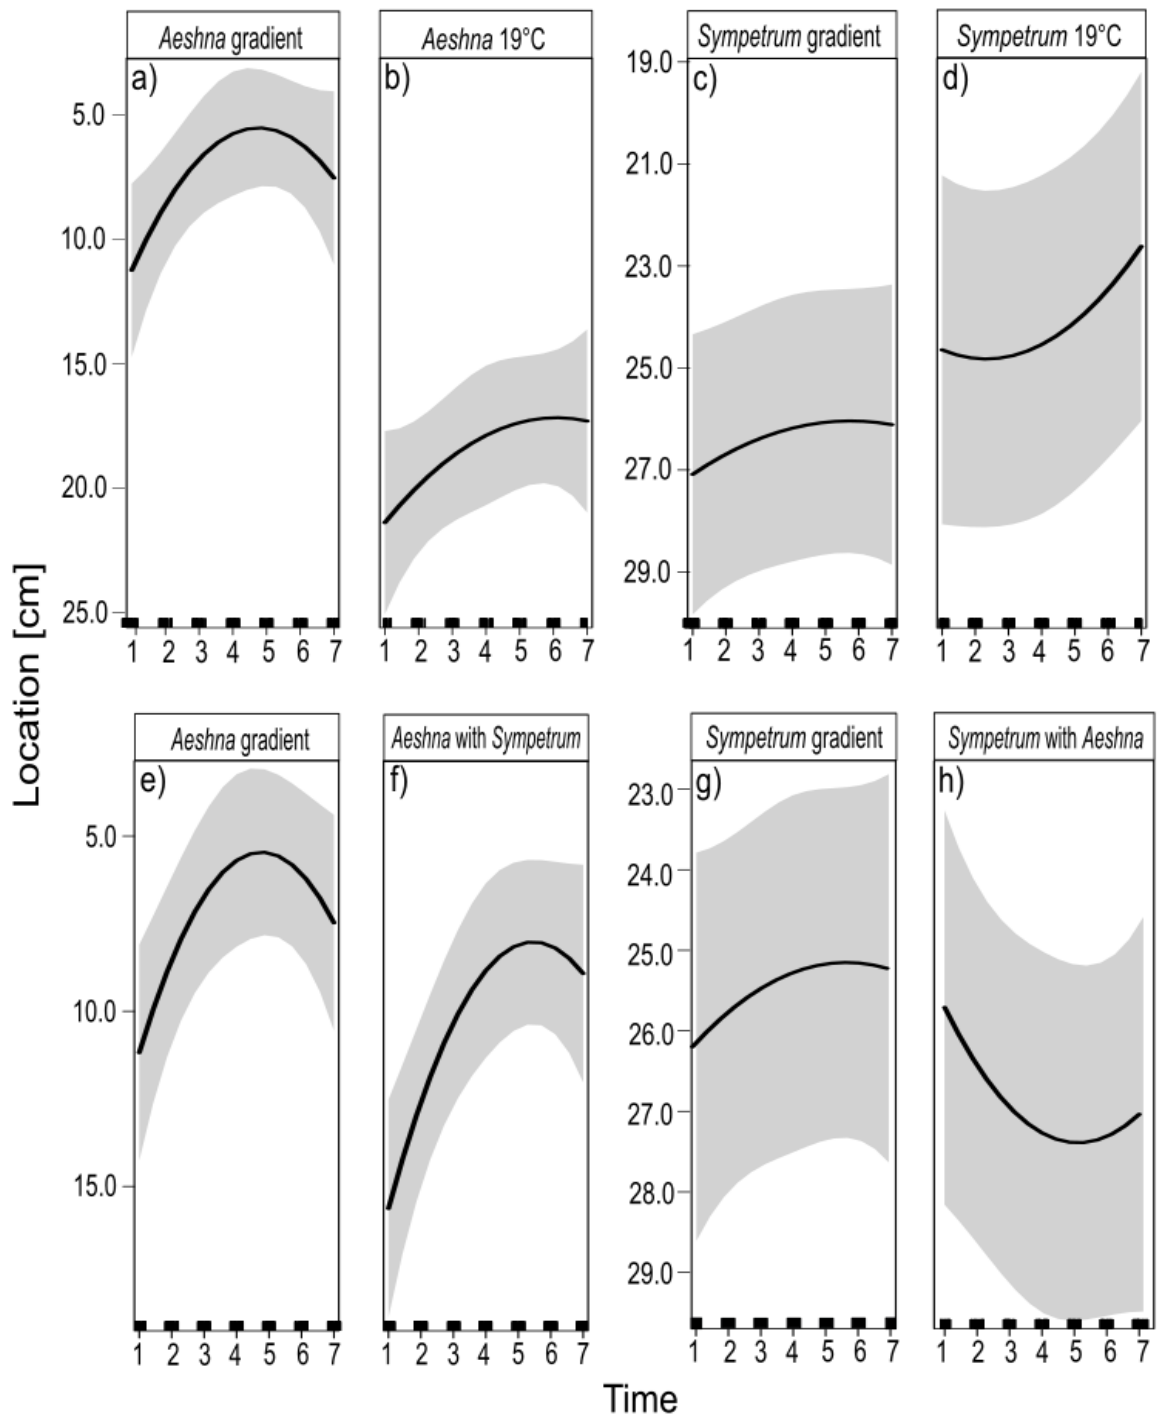 Aeshna gradient
Aeshna 19°C
Sympetrum gradient
Sympetrum 19°C
a)
b)
c)
d)
5.0
10.0
15.0
20.0
25.0
19.0
21.0
23.0
25.0
27.0
29.0
1 2 3 4 5 6 7
1 2 3 4 5 6 7
1 2 3 4 5 6 7
1 2 3 4 5 6 7
Location [cm]
Aeshna gradient
Aeshna with Sympetrum
Sympetrum gradient
Sympetrum with Aeshna
e)
f)
g)
h)
5.0
10.0
15.0
23.0
24.0
25.0
26.0
27.0
28.0
29.0
1 2 3 4 5 6 7
1 2 3 4 5 6 7
1 2 3 4 5 6 7
1 2 3 4 5 6 7
Time